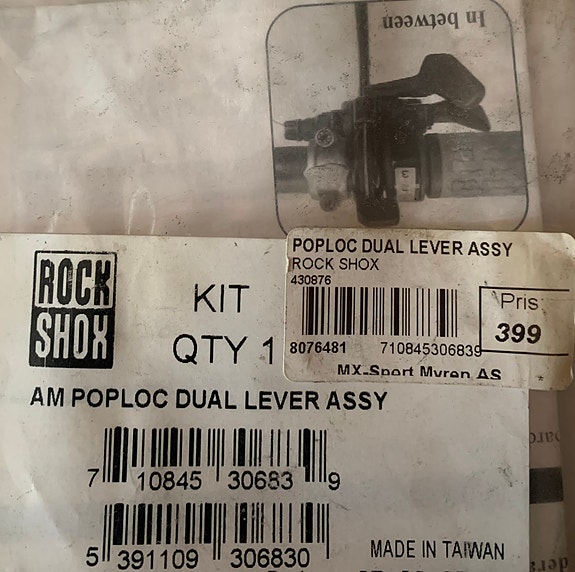 In between
POPLOC DUAL LEVER ASSY
ROCK SHOX
430876
Pris
399
8076481 710845306839
MX-Sport Myren AS
ROCK
SHOX
KIT
QTY 1
AM POPLOC DUAL LEVER ASSY
7 10845 30683 9
5 391109 306830
MADE IN TAIWAN